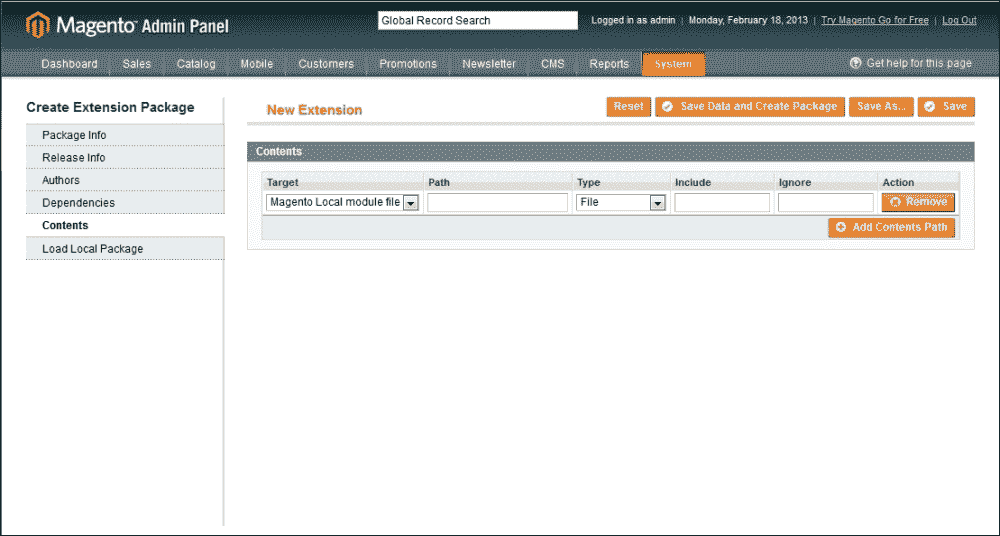 Magento™ Admin Panel
Global Record Search
Logged in as admin | Monday, February 18, 2013 | Try Magento Go for Free | Log Out
Dashboard Sales Catalog Mobile Customers Promotions Newsletter CMS Reports System Get help for this page
Create Extension Package
New Extension
Reset Save Data and Create Package Save As... Save
Package Info
Release Info
Authors
Dependencies
Contents
Load Local Package
Contents
Target Path Type Include Ignore Action
Magento Local module file File Remove
Add Contents Path